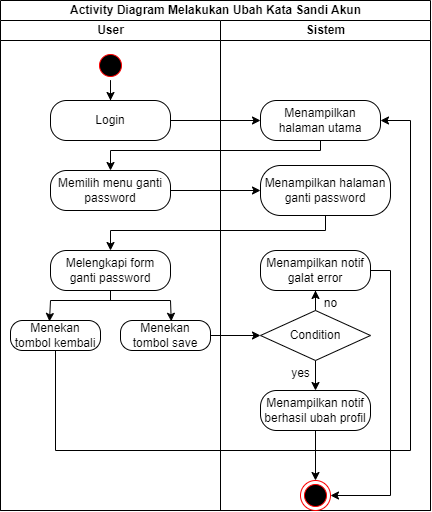 Activity Diagram Melakukan Ubah Kata Sandi Akun
User
Sistem
Login
Menampilkan
halaman utama
Memilih menu ganti
password
Menampilkan halaman
ganti password
Melengkapi form
ganti password
Menampilkan notif
galat error
no
Menekan
tombol kembali
Menekan
tombol save
Condition
yes
Menampilkan notif
berhasil ubah profil